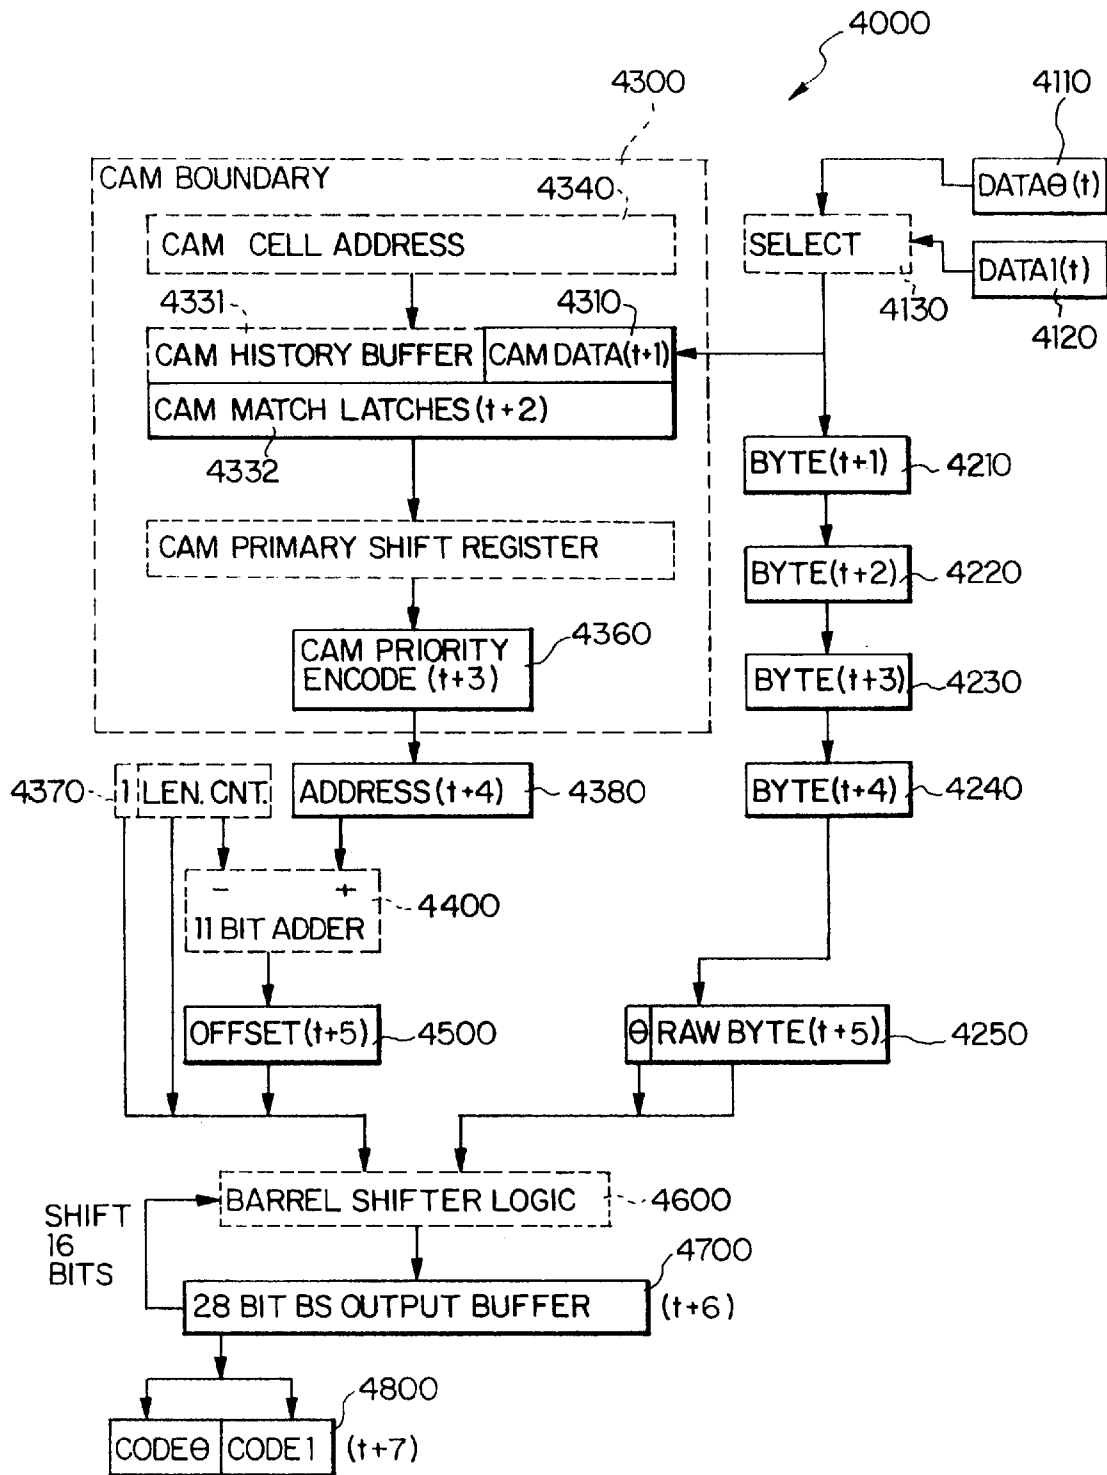 4000
4300
4110
CAM BOUNDARY
4340
DATA0(t)
CAM CELL ADDRESS
SELECT
4331
4310
4130
DATA1(t)
4120
CAM HISTORY BUFFER
CAM DATA(t+1)
CAM MATCH LATCHES(t+2)
4332
BYTE(t+1)
4210
CAM PRIMARY SHIFT REGISTER
BYTE(t+2)
4220
CAM PRIORITY
ENCODE (t+3)
4360
BYTE(t+3)
4230
4370
1
LEN. CNT.
ADDRESS(t+4)
4380
BYTE(t+4)
4240
-
+
11 BIT ADDER
4400
OFFSET(t+5)
4500
0
RAW BYTE(t+5)
4250
BARREL SHIFTER LOGIC
4600
SHIFT
16
BITS
4700
28 BIT BS OUTPUT BUFFER
(t+6)
4800
CODE0
CODE1
(t+7)